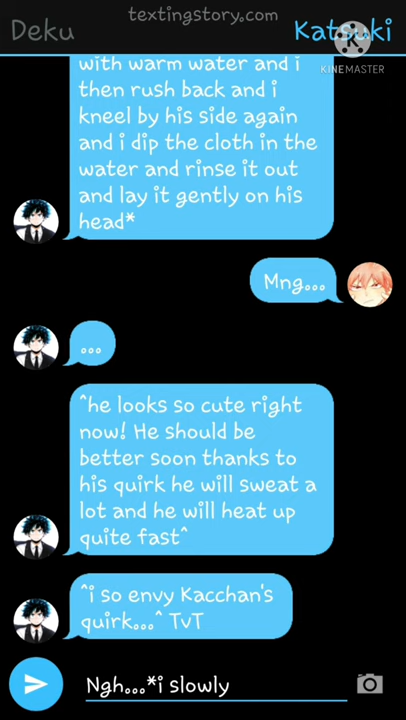 textingstory.com
Deku
Katsuki
KINEMASTER
with warm water and i
then rush back and i
kneel by his side again
and i dip the cloth in the
water and rinse it out
and lay it gently on his
head*
Mng...
...
^he looks so cute right
now! He should be
better soon thanks to
his quirk he will sweat a
lot and he will heat up
quite fast^
^i so envy Kacchan's
quirk...^ TvT
Ngh...*i slowly